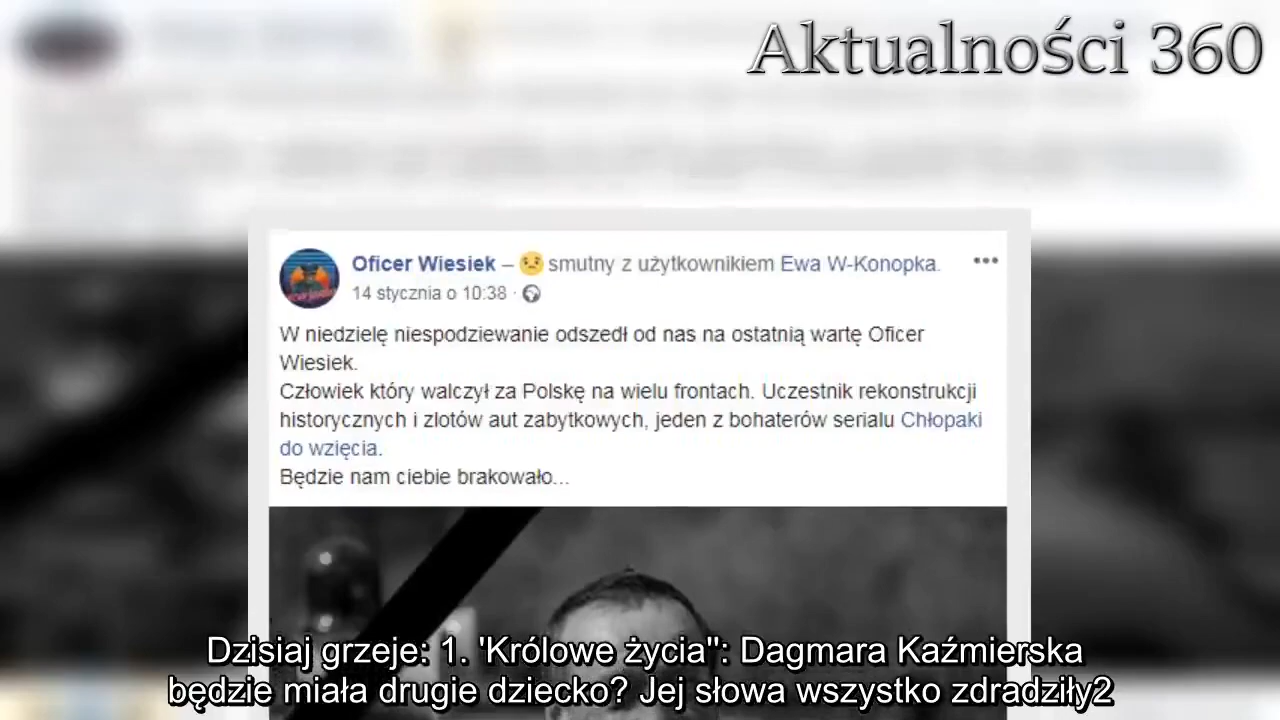 Aktualności 360
Oficer Wiesiek – 😟 smutny z użytkownikiem Ewa W-Konopka.
14 stycznia o 10:38 ·
W niedzielę niespodziewanie odszedł od nas na ostatnią wartę Oficer
Wiesiek.
Człowiek który walczył za Polskę na wielu frontach. Uczestnik rekonstrukcji
historycznych i zlotów aut zabytkowych, jeden z bohaterów serialu Chłopaki
do wzięcia.
Będzie nam ciebie brakowało...
Dzisiaj grzeje: 1. 'Królowe życia": Dagmara Kaźmierska
będzie miała drugie dziecko? Jej słowa wszystko zdradziły2